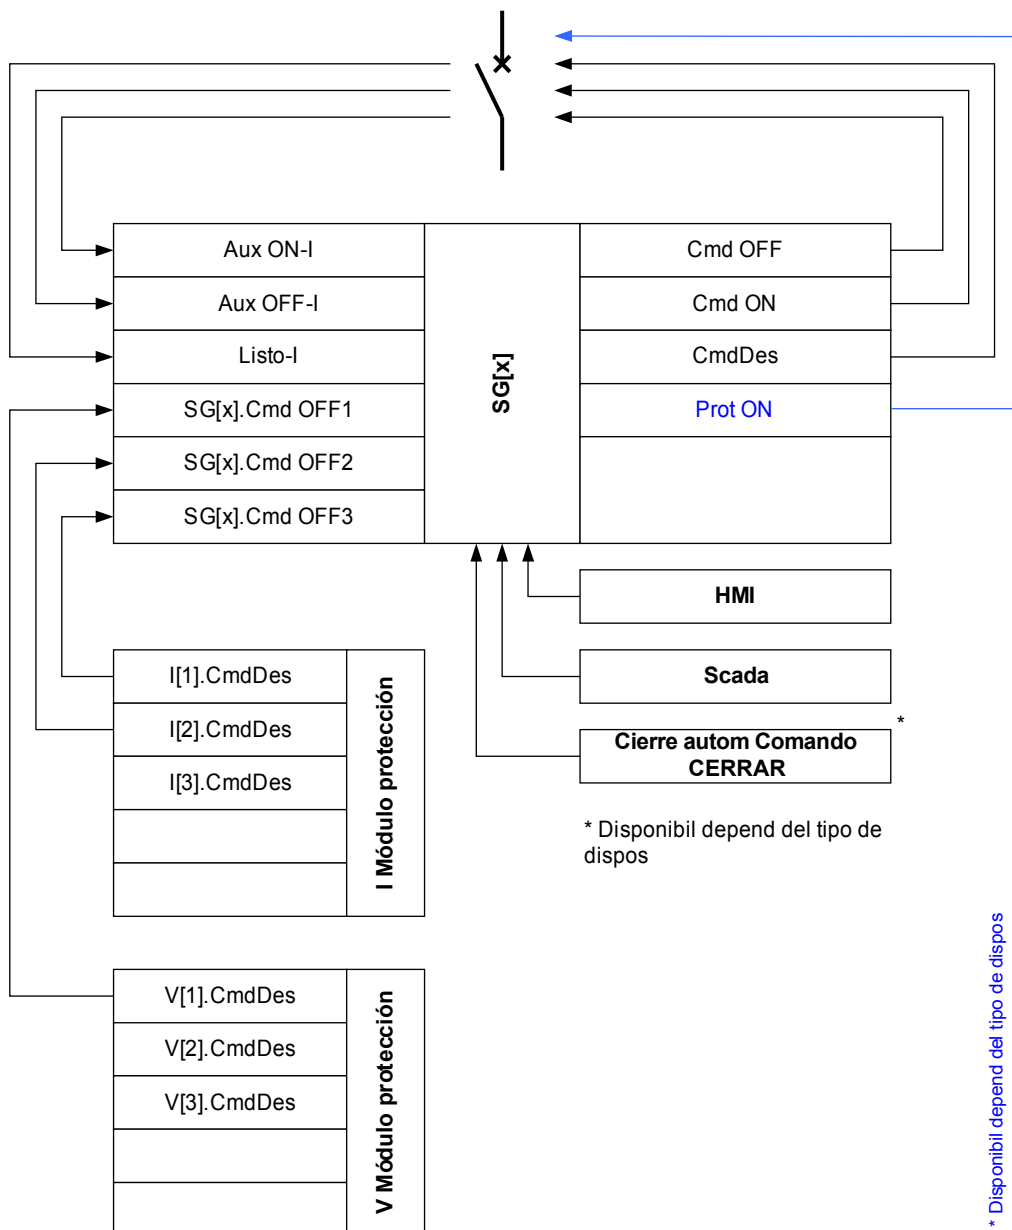 Aux ON-I
Aux OFF-I
Listo-I
SG[x].Cmd OFF1
SG[x].Cmd OFF2
SG[x].Cmd OFF3
SG[x]
Cmd OFF
Cmd ON
CmdDes
Prot ON
HMI
Scada
Cierre autom Comando
CERRAR
*
* Disponibil depend del tipo de
dispos
I[1].CmdDes
I[2].CmdDes
I[3].CmdDes
I Módulo protección
V[1].CmdDes
V[2].CmdDes
V[3].CmdDes
V Módulo protección
* Disponibil depend del tipo de dispos